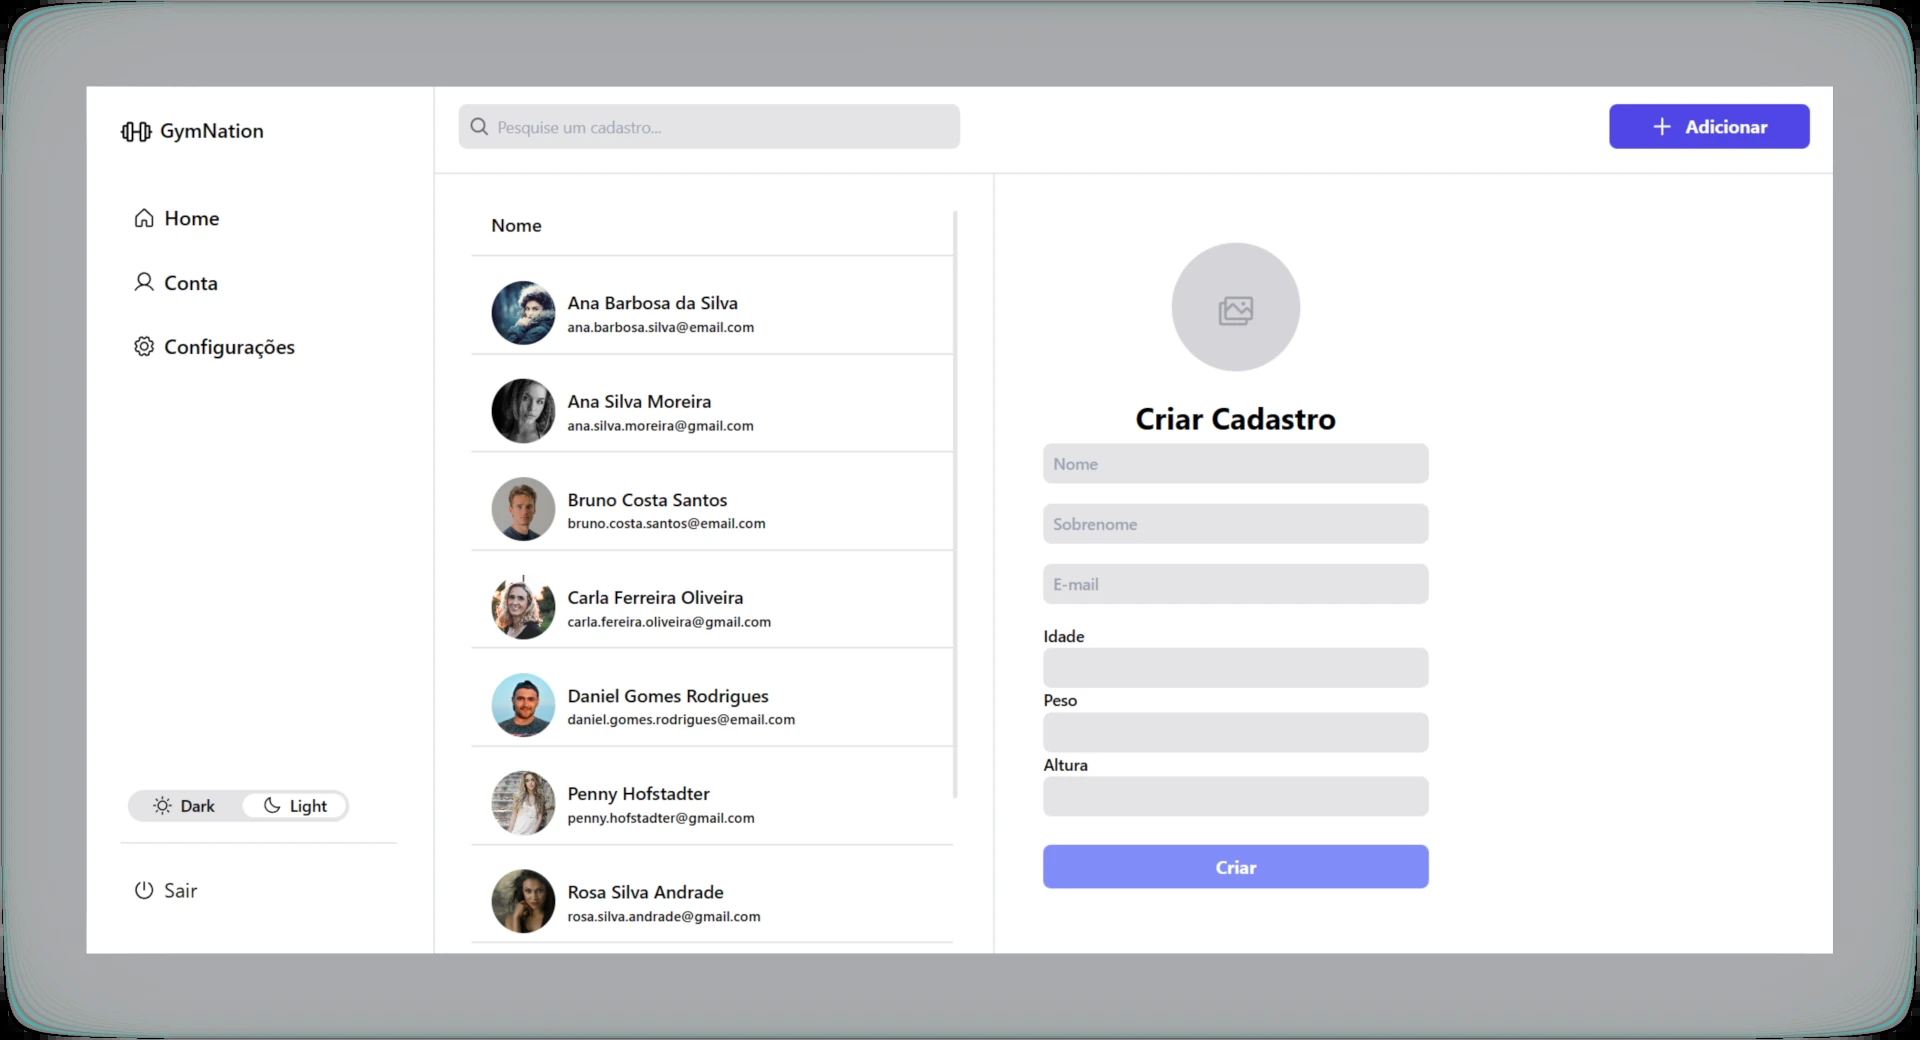 GymNation
Home
Conta
Configurações
Dark
Light
Sair
Pesquise um cadastro...
Adicionar
Nome
Ana Barbosa da Silva
ana.barbosa.silva@email.com
Ana Silva Moreira
ana.silva.moreira@gmail.com
Bruno Costa Santos
bruno.costa.santos@email.com
Carla Ferreira Oliveira
carla.fereira.oliveira@gmail.com
Daniel Gomes Rodrigues
daniel.gomes.rodrigues@email.com
Penny Hofstadter
penny.hofstadter@gmail.com
Rosa Silva Andrade
rosa.silva.andrade@gmail.com
Criar Cadastro
Nome
Sobrenome
E-mail
Idade
Peso
Altura
Criar